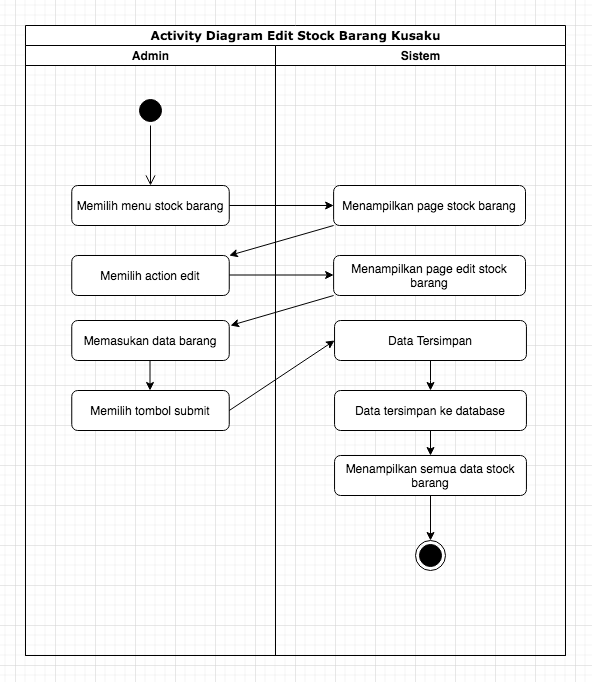 Activity Diagram Edit Stock Barang Kusaku
Admin
Sistem
Memilih menu stock barang
Menampilkan page stock barang
Memilih action edit
Menampilkan page edit stock
barang
Memasukan data barang
Data Tersimpan
Memilih tombol submit
Data tersimpan ke database
Menampilkan semua data stock
barang